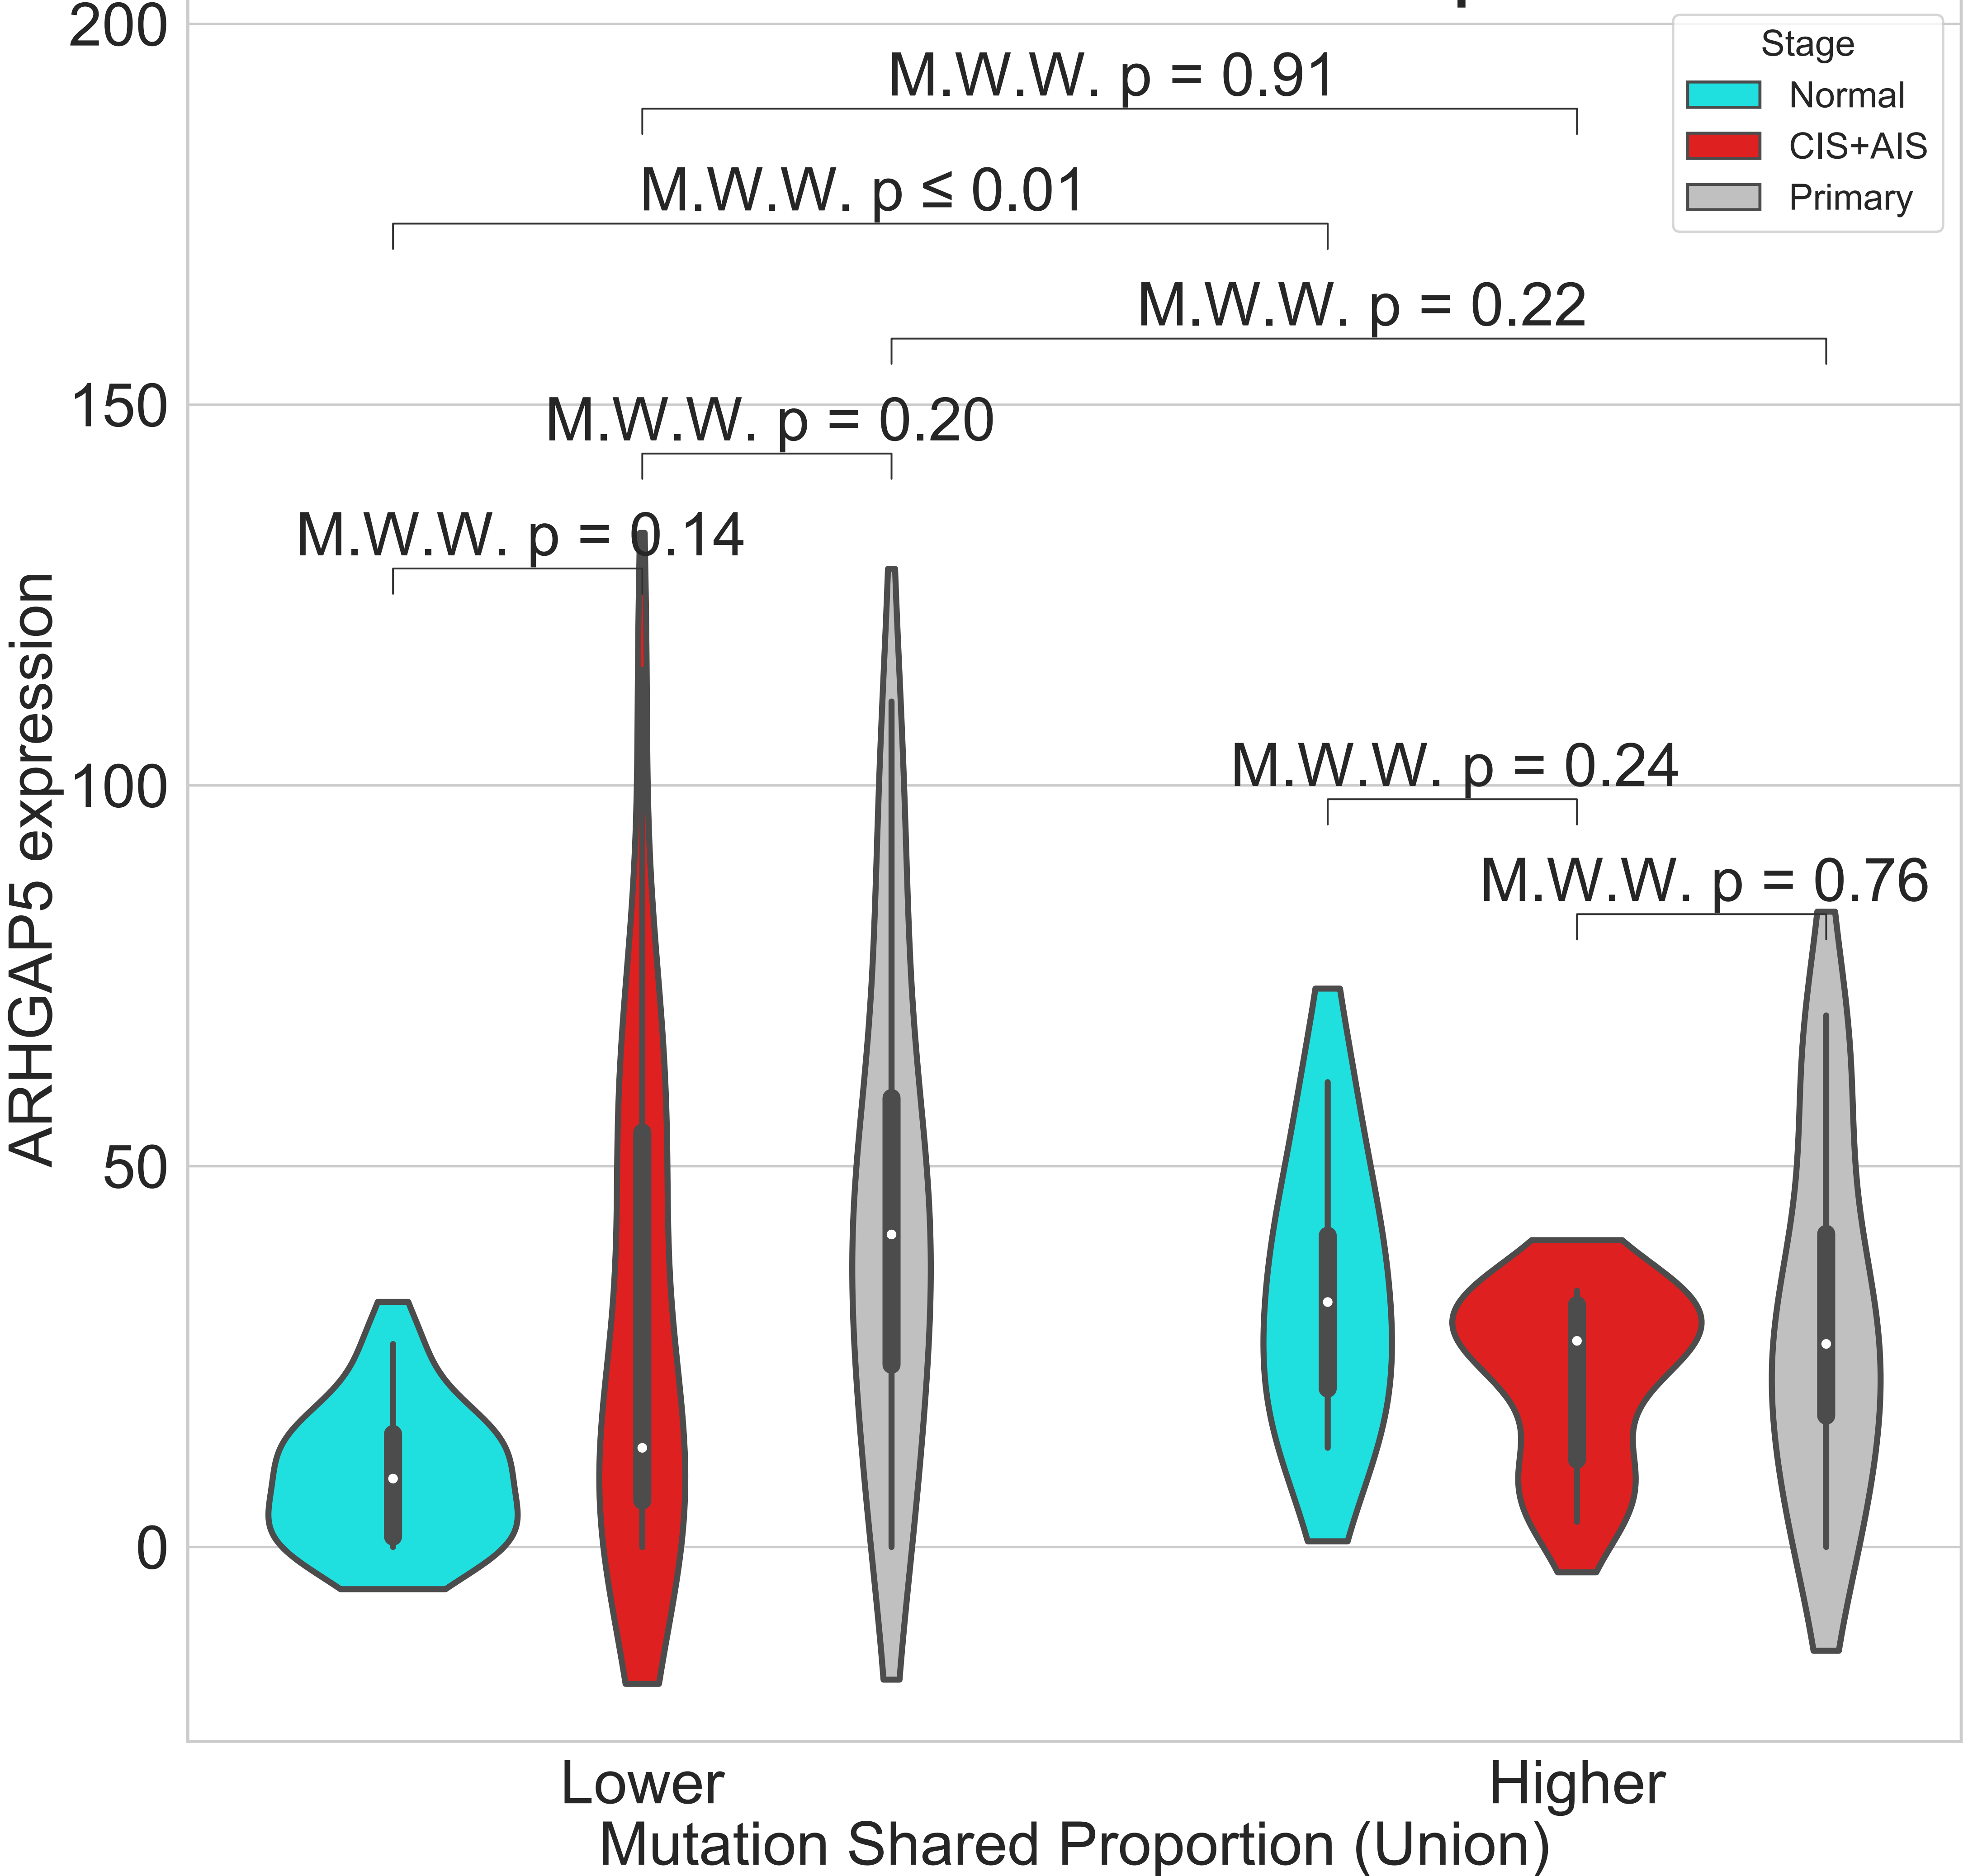 200
M.W.W. p = 0.91
Stage
Normal
CIS+AIS
Primary
M.W.W. p ≤ 0.01
M.W.W. p = 0.22
150
M.W.W. p = 0.20
M.W.W. p = 0.14
ARHGAP5 expression
100
M.W.W. p = 0.24
M.W.W. p = 0.76
50
0
Lower
Higher
Mutation Shared Proportion (Union)